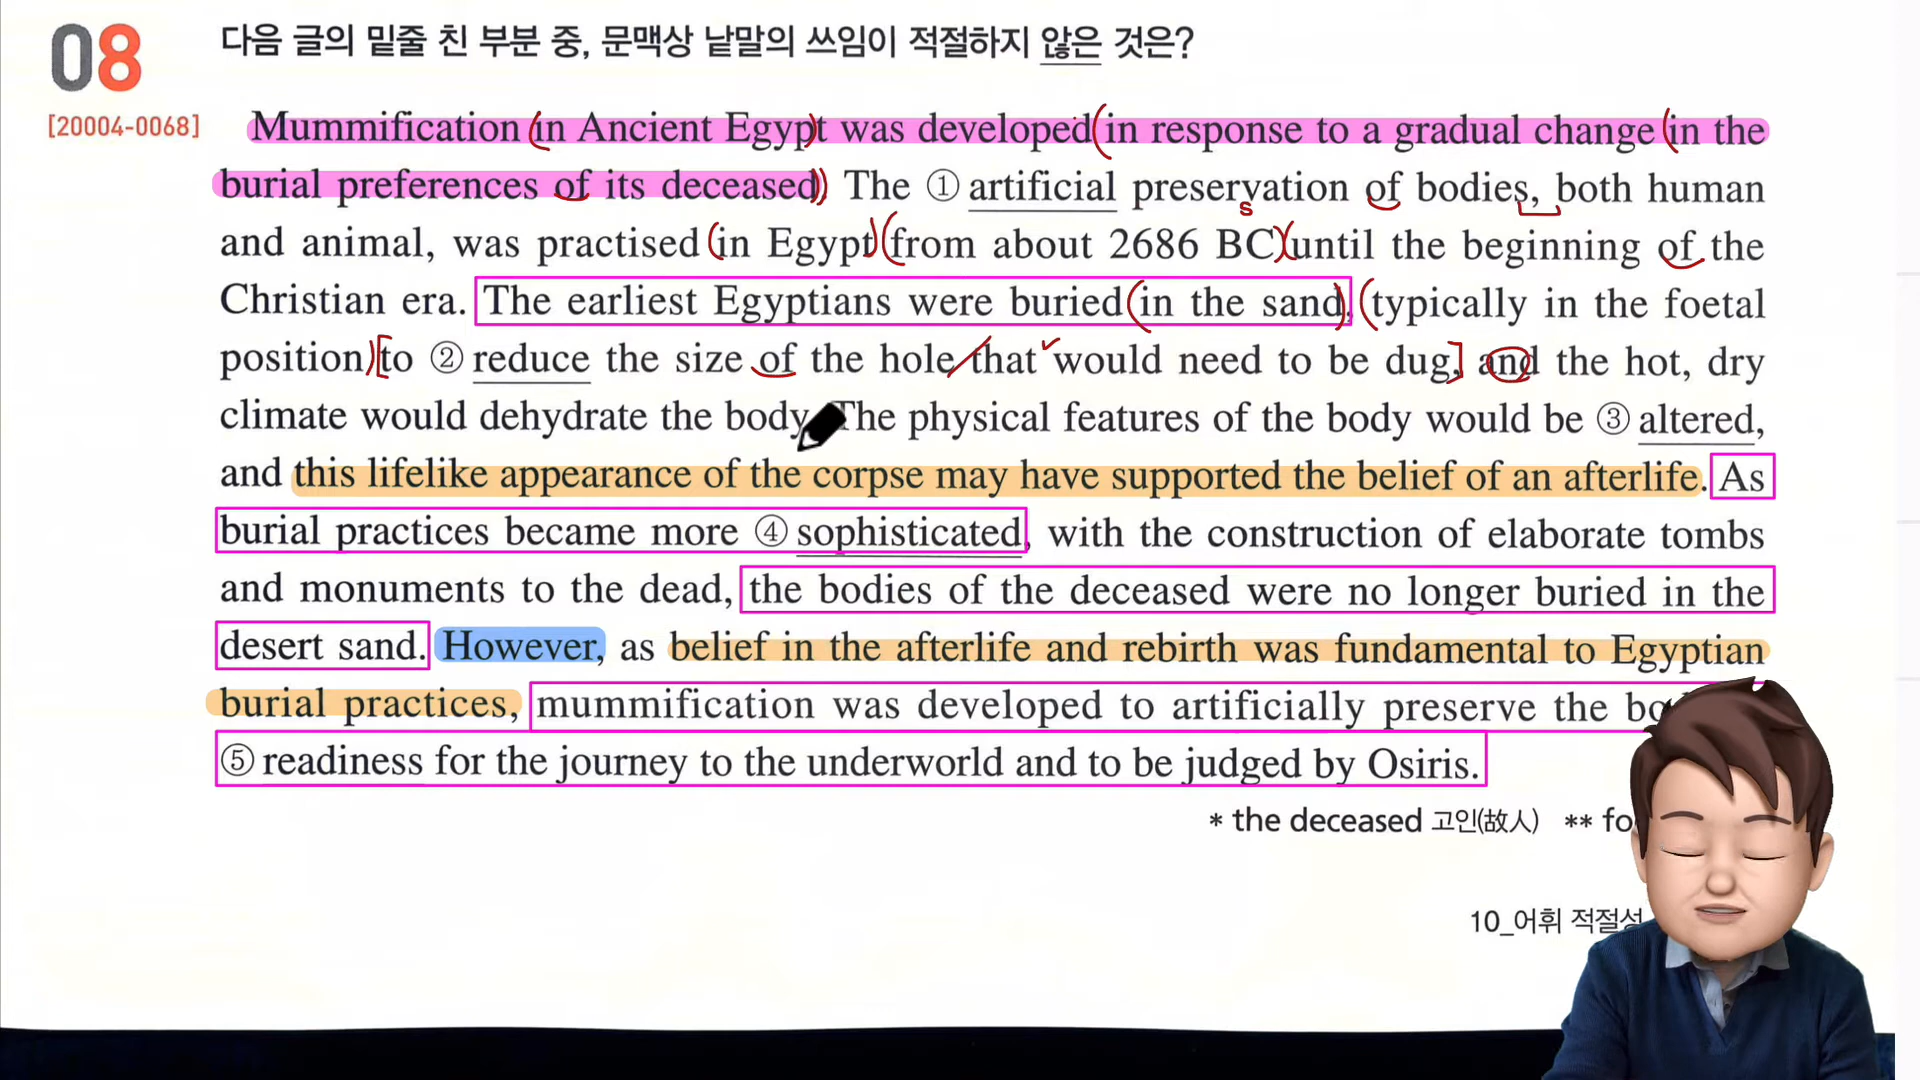 08 다음 글의 밑줄 친 부분 중, 문맥상 낱말의 쓰임이 적절하지 않은 것은?
[20004-0068] Mummification in Ancient Egypt was developed in response to a gradual change in the
burial preferences of its deceased. The ① artificial preservation of bodies, both human
s
and animal, was practised in Egypt from about 2686 BC until the beginning of the
Christian era. The earliest Egyptians were buried in the sand, typically in the foetal
position, to ② reduce the size of the hole that would need to be dug, and the hot, dry
climate would dehydrate the body. The physical features of the body would be ③ altered,
and this lifelike appearance of the corpse may have supported the belief of an afterlife. As
burial practices became more ④ sophisticated, with the construction of elaborate tombs
and monuments to the dead, the bodies of the deceased were no longer buried in the
desert sand. However, as belief in the afterlife and rebirth was fundamental to Egyptian
burial practices, mummification was developed to artificially preserve the
⑤ readiness for the journey to the underworld and to be judged by Osiris.
* the deceased 고인(故人) **
10_어휘 적절성